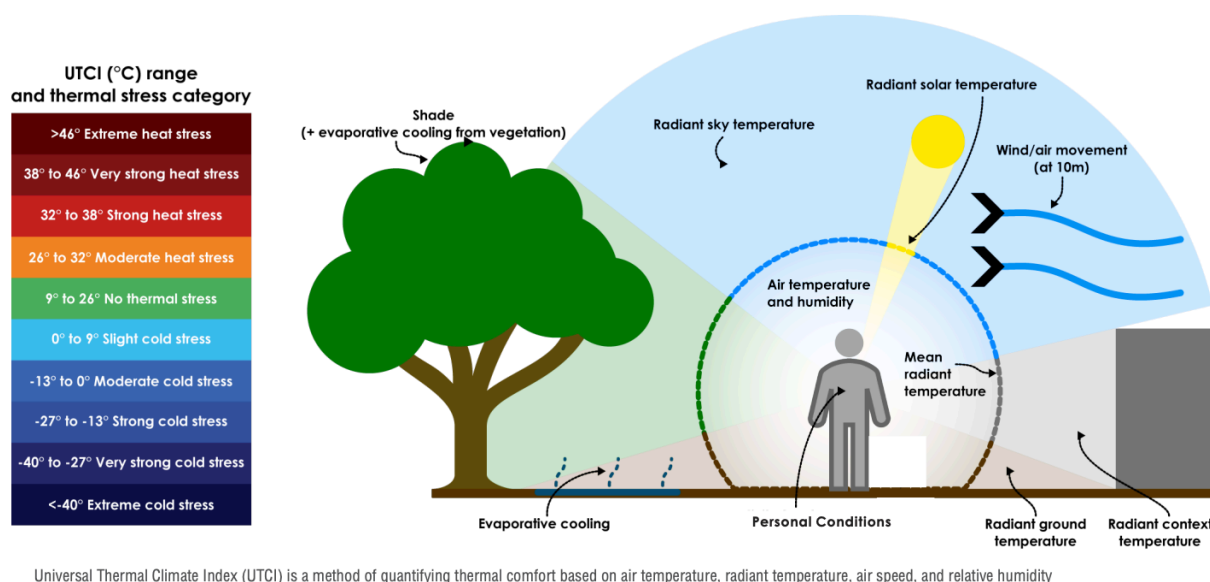 UTCI (°C) range
and thermal stress category
>46° Extreme heat stress
38° to 46° Very strong heat stress
32° to 38° Strong heat stress
26° to 32° Moderate heat stress
9° to 26° No thermal stress
0° to 9° Slight cold stress
-13° to 0° Moderate cold stress
-27° to -13° Strong cold stress
-40° to -27° Very strong cold stress
<-40° Extreme cold stress
Shade
(+ evaporative cooling from vegetation)
Radiant sky temperature
Radiant solar temperature
Wind/air movement
(at 10m)
Air temperature
and humidity
Mean
radiant
temperature
Evaporative cooling
Personal Conditions
Radiant ground
temperature
Radiant context
temperature
Universal Thermal Climate Index (UTCI) is a method of quantifying thermal comfort based on air temperature, radiant temperature, air speed, and relative humidity